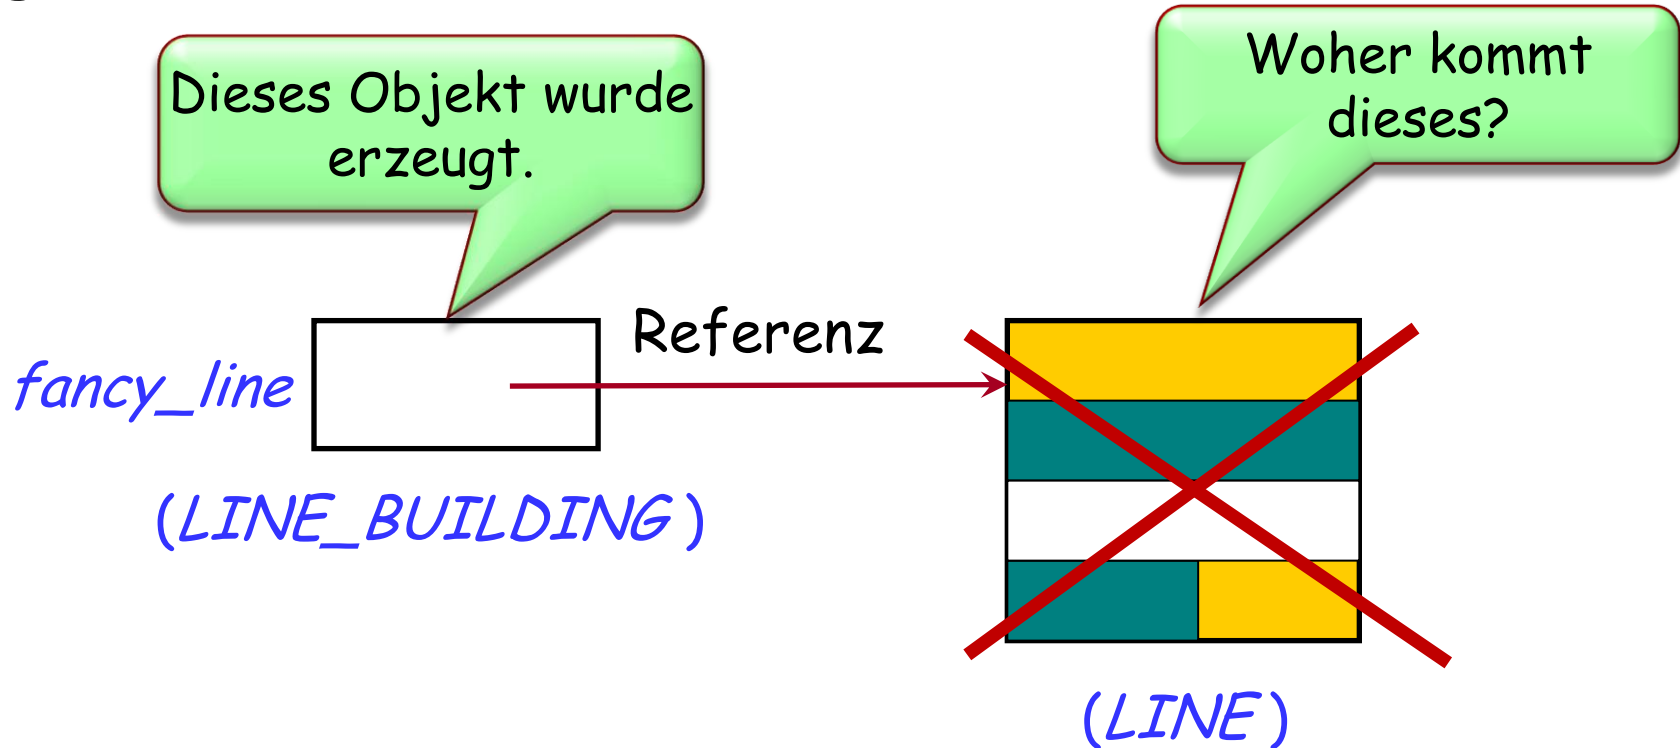 Dieses Objekt wurde
erzeugt.
Woher kommt
dieses?
Referenz
fancy_line
(LINE_BUILDING)
(LINE)